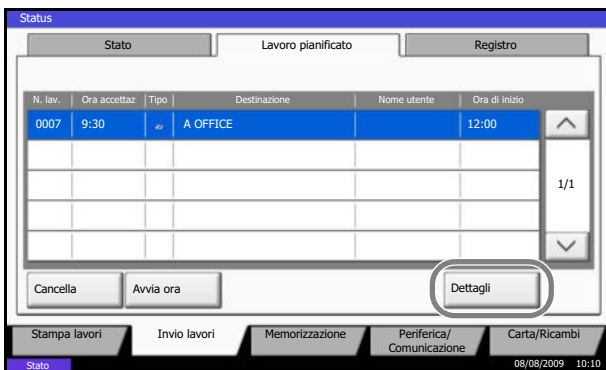 Status
Stato
Lavoro pianificato
Registro
N. lav.
Ora accettaz
Tipo
Destinazione
Nome utente
Ora di inizio
0007
9:30
A OFFICE
12:00
1/1
Cancella
Avvia ora
Dettagli
Stampa lavori
Invio lavori
Memorizzazione
Periferica/
Comunicazione
Carta/Ricambi
Stato
08/08/2009 10:10